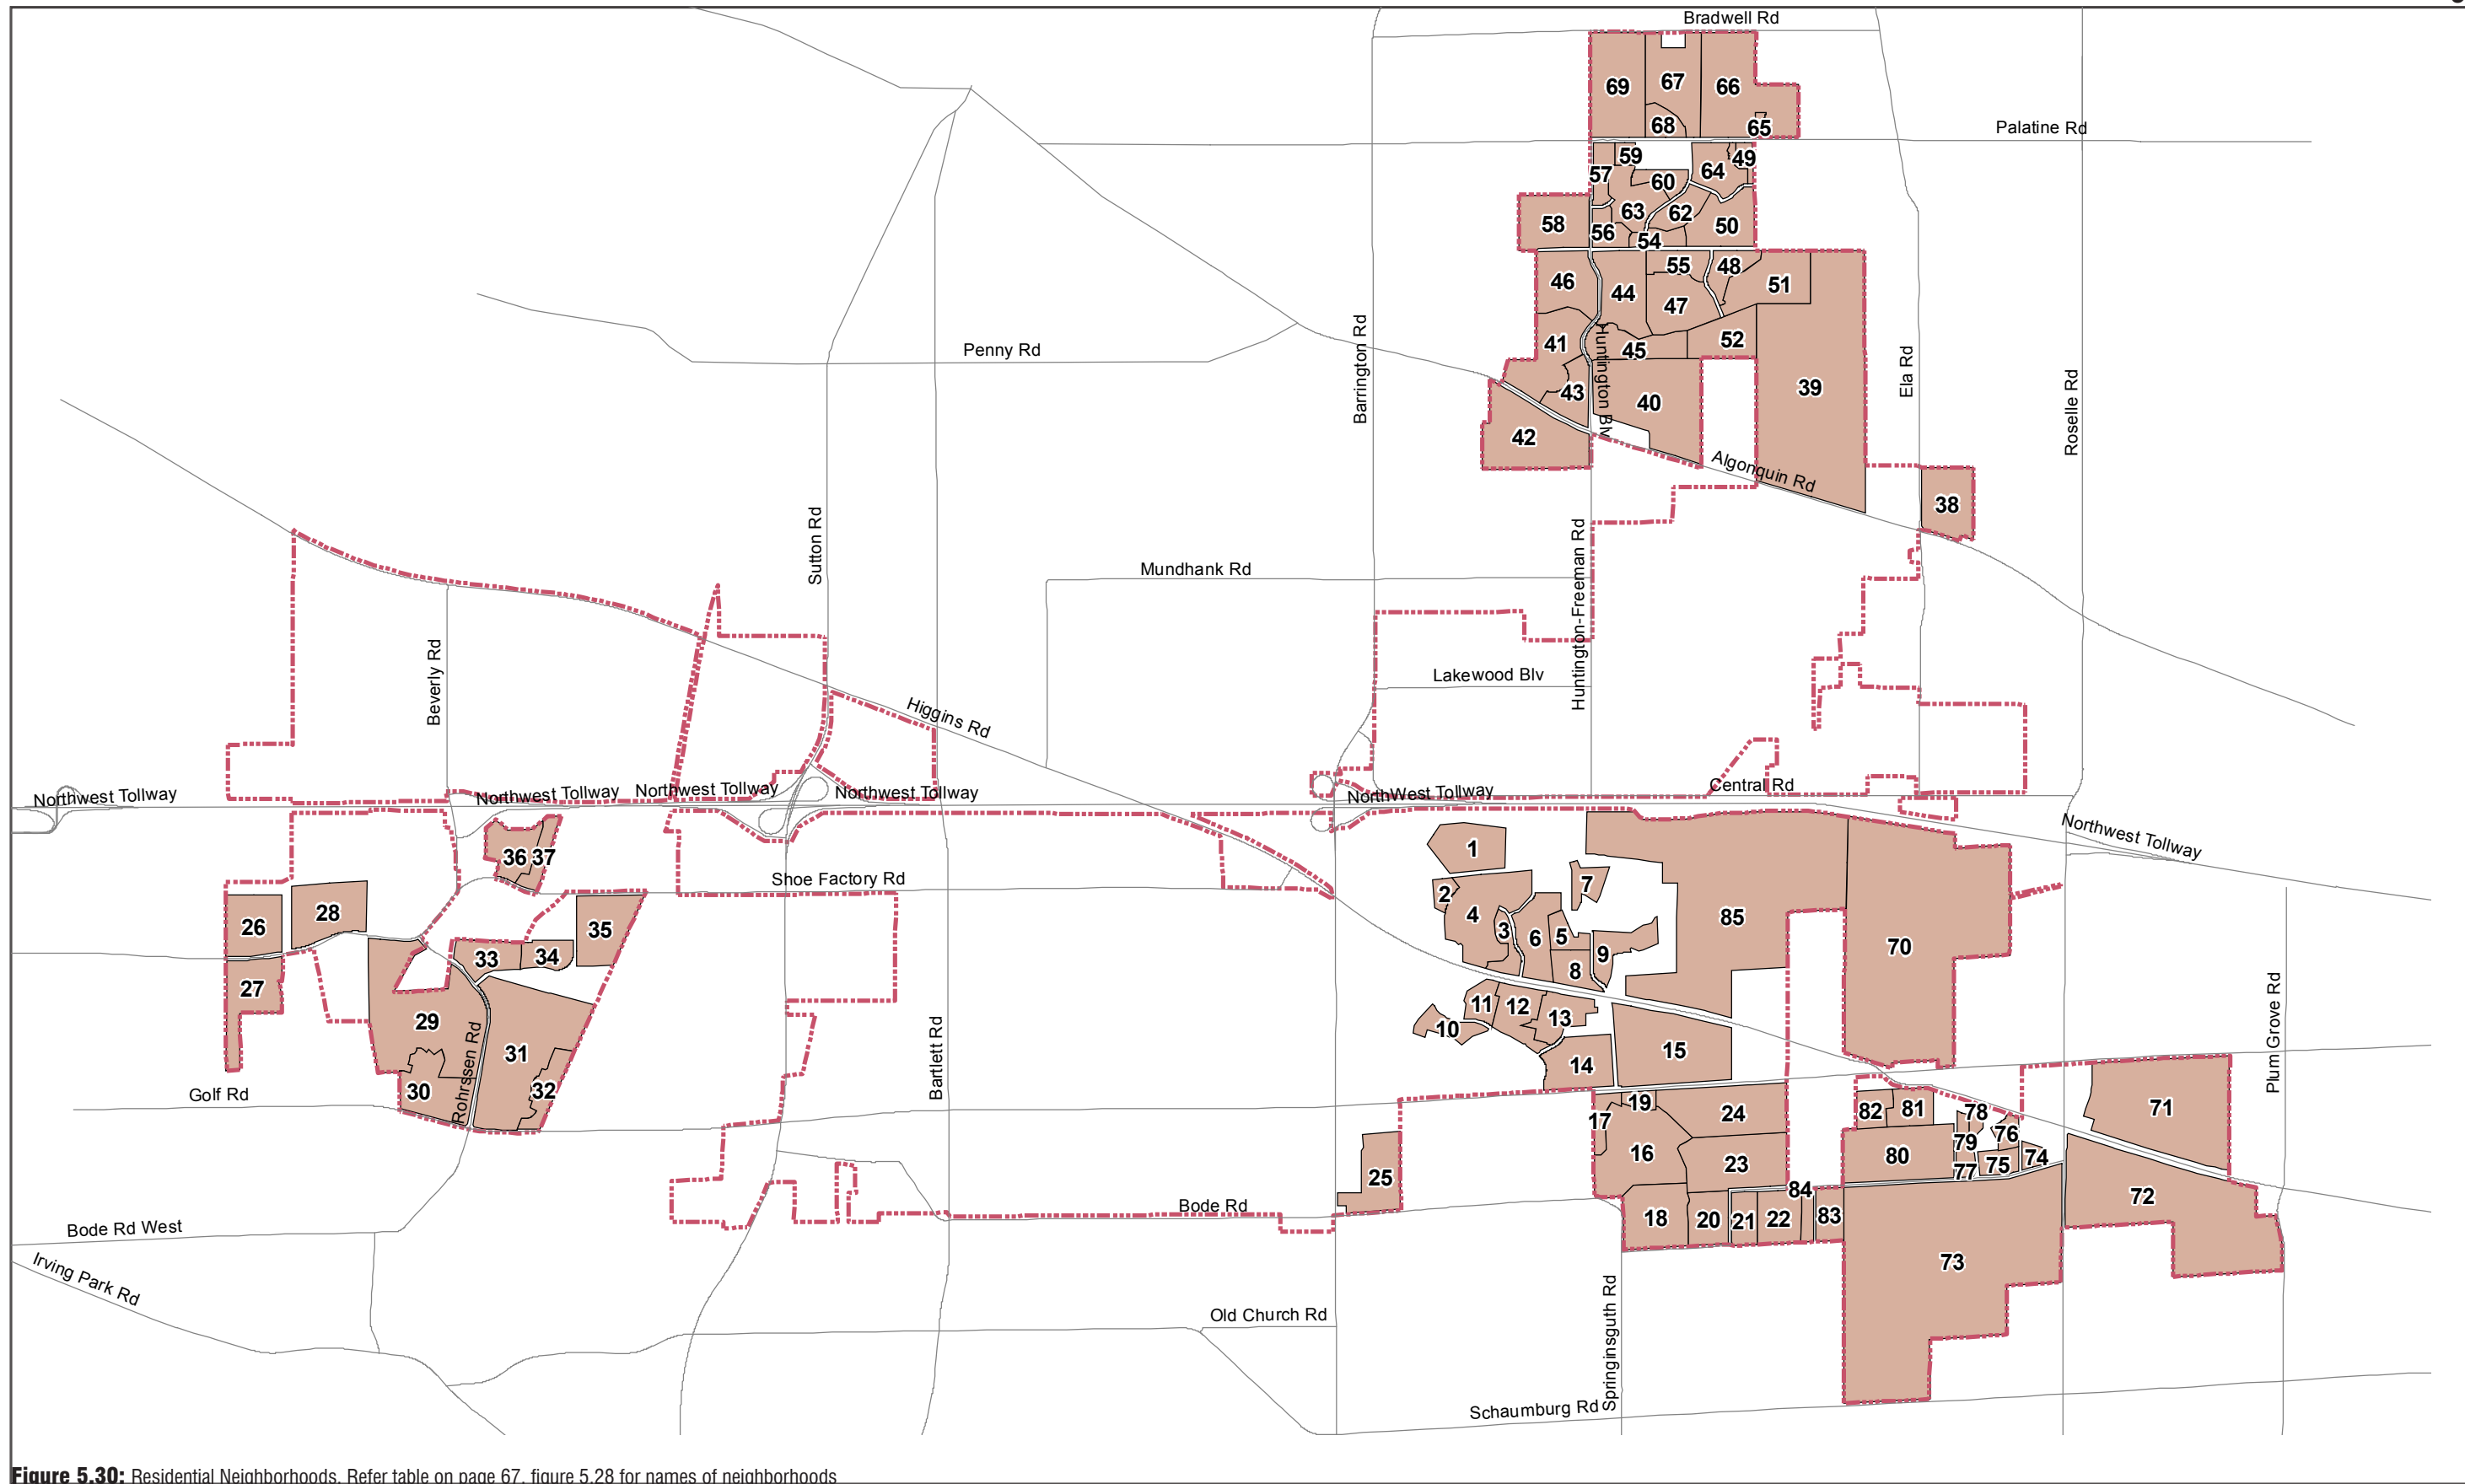 Bradwell Rd
69
67
66
68
65
Palatine Rd
59
49
57
64
60
63
62
58
56
54
50
46
55
48
51
44
47
Penny Rd
41
45
52
Huntington Blv
Barrington Rd
Ela Rd
Roselle Rd
43
40
39
42
Algonquin Rd
38
Sutton Rd
Mundhank Rd
Huntington-Freeman Rd
Beverly Rd
Lakewood Blv
Higgins Rd
Northwest Tollway
Northwest Tollway
Northwest Tollway
Northwest Tollway
NorthWest Tollway
Central Rd
Northwest Tollway
36
37
1
Shoe Factory Rd
2
7
26
28
4
85
35
3
6
5
9
70
33
34
8
27
11
12
13
10
29
31
15
14
Rohrssen Rd
Bartlett Rd
Plum Grove Rd
30
32
Golf Rd
19
24
82
81
78
71
17
76
79
16
80
23
77
75
74
25
84
72
Bode Rd
18
20
21
22
83
Bode Rd West
73
Irving Park Rd
Old Church Rd
Springinsguth Rd
Schaumburg Rd
Figure 5.30: Residential Neighborhoods. Refer table on page 67, figure 5.28 for names of neighborhoods